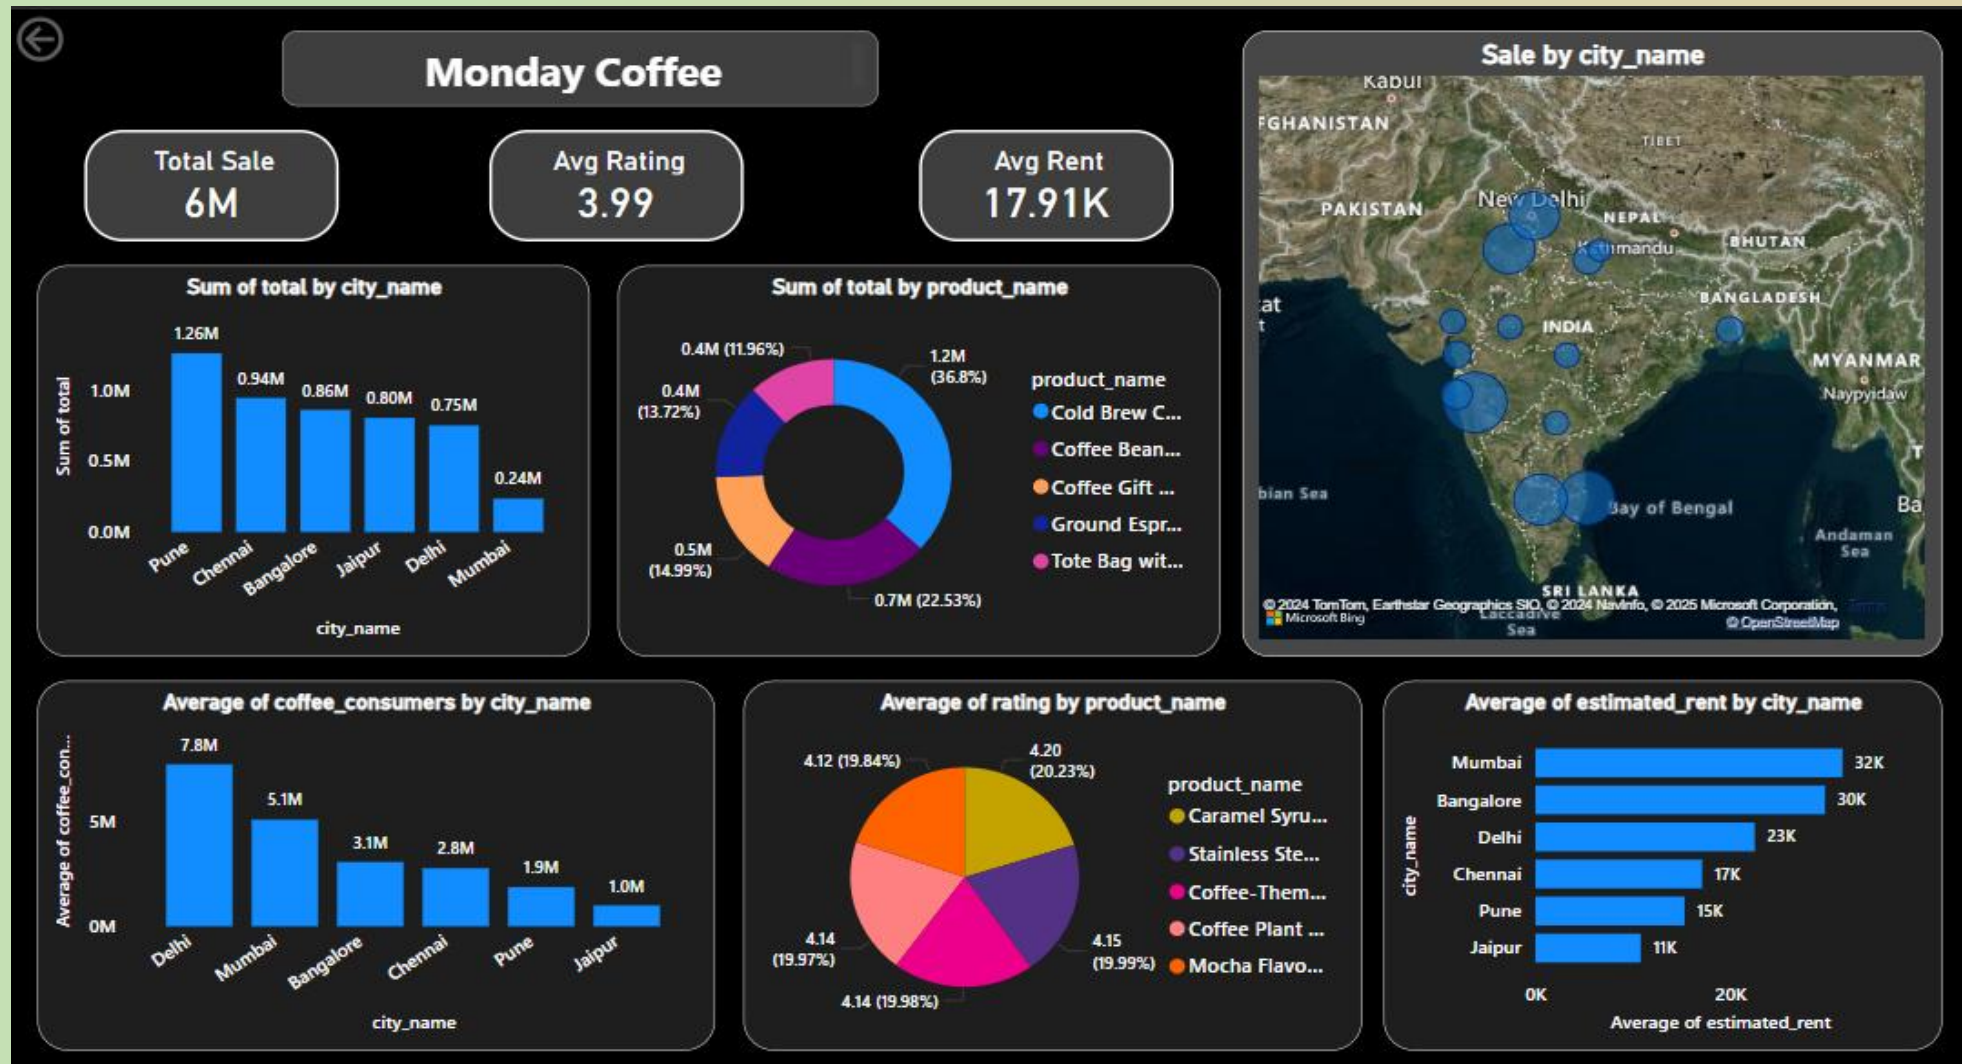 Monday Coffee
Total Sale
6M
Avg Rating
3.99
Avg Rent
17.91K
Sale by city_name
Kabul
FGHANISTAN
TIBET
PAKISTAN
New Delhi
NEPAL
Kathmandu
BHUTAN
BANGLADESH
INDIA
MYANMAR
Naypyidaw
bian Sea
Bay of Bengal
Ba
Andaman
Sea
SRI LANKA
© 2024 TomTom, Earthstar Geographics SIO, © 2024 NavInfo, © 2025 Microsoft Corporation,
Microsoft Bing
Laccadive
Sea
© OpenStreetMap
Sum of total by city_name
Sum of total
1.0M
0.5M
0.0M
1.26M
0.94M
0.86M
0.80M
0.75M
0.24M
Pune
Chennai
Bangalore
Jaipur
Delhi
Mumbai
city_name
Sum of total by product_name
0.4M (11.96%)
1.2M
(36.8%)
0.4M
(13.72%)
0.5M
(14.99%)
0.7M (22.53%)
product_name
Cold Brew C...
Coffee Bean...
Coffee Gift ...
Ground Espr...
Tote Bag wit...
Average of coffee_consumers by city_name
Average of coffee_con...
5M
0M
7.8M
5.1M
3.1M
2.8M
1.9M
1.0M
Delhi
Mumbai
Bangalore
Chennai
Pune
Jaipur
city_name
Average of rating by product_name
4.12 (19.84%)
4.20
(20.23%)
4.14
(19.97%)
4.15
(19.99%)
4.14 (19.98%)
product_name
Caramel Syru...
Stainless Ste...
Coffee-Them...
Coffee Plant ...
Mocha Flavo...
Average of estimated_rent by city_name
city_name
Mumbai 32K
Bangalore 30K
Delhi 23K
Chennai 17K
Pune 15K
Jaipur 11K
0K 20K
Average of estimated_rent